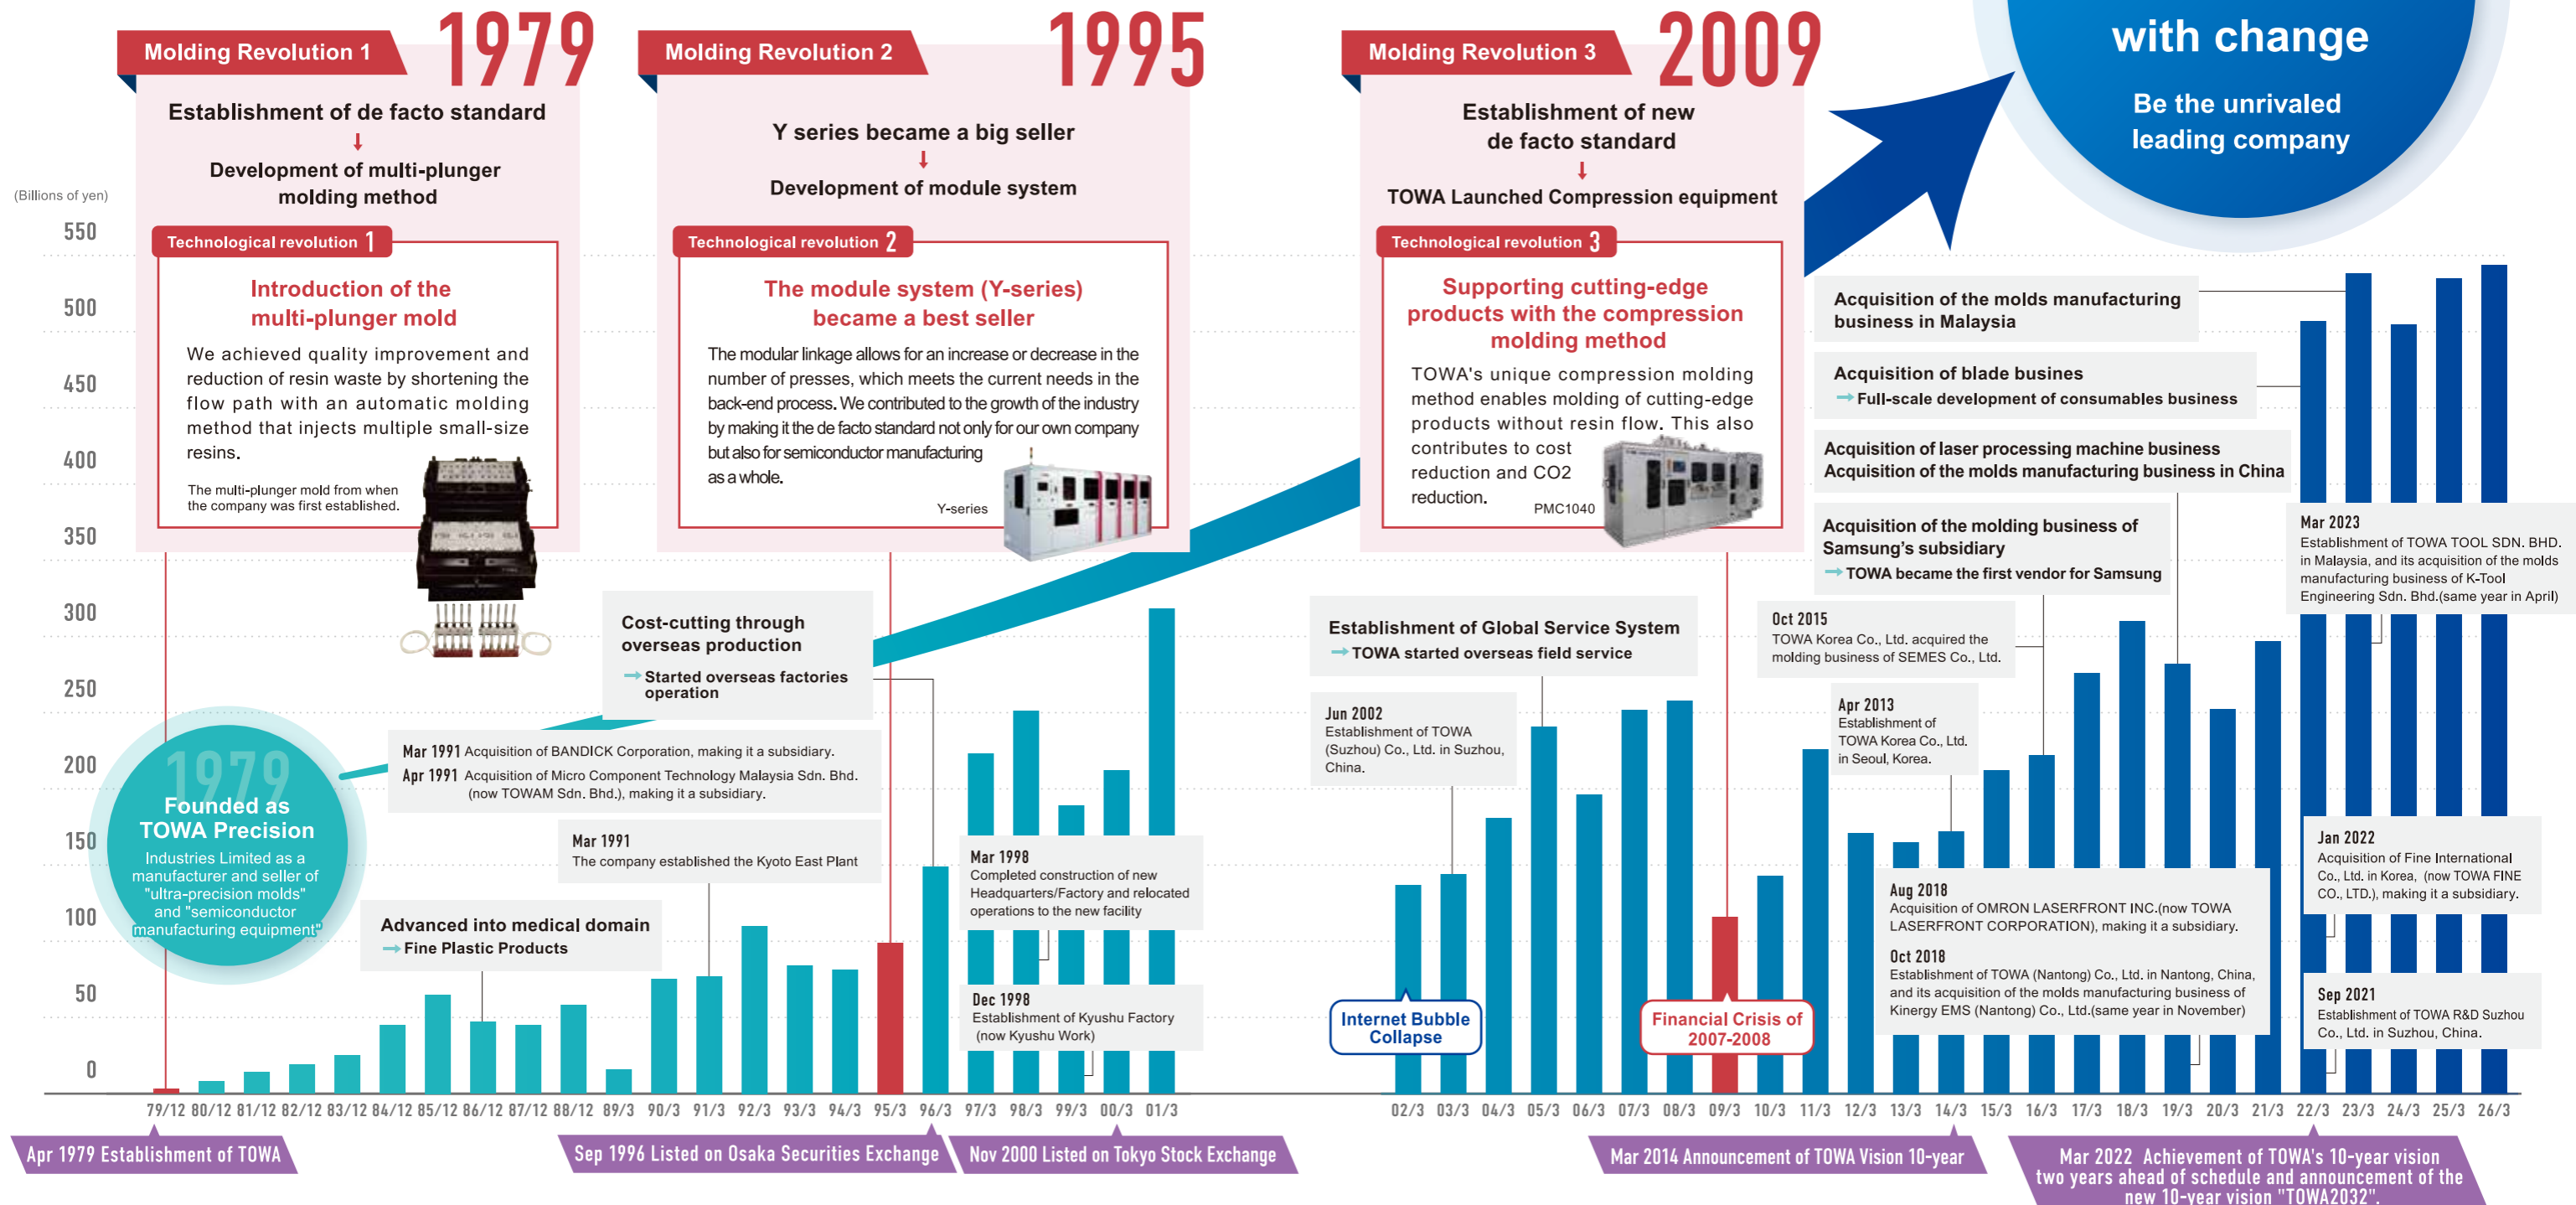 Molding Revolution 1
1979
Establishment of de facto standard
Development of multi-plunger
molding method
Technological revolution 1
Introduction of the
multi-plunger mold
We achieved quality improvement and
reduction of resin waste by shortening the
flow path with an automatic molding
method that injects multiple small-size
resins.
The multi-plunger mold from when
the company was first established.
Molding Revolution 2
1995
Y series became a big seller
Development of module system
Technological revolution 2
The module system (Y-series)
became a best seller
The modular linkage allows for an increase or decrease in the
number of presses, which meets the current needs in the
back-end process. We contributed to the growth of the industry
by making it the de facto standard not only for our own company
but also for semiconductor manufacturing
as a whole.
Y-series
Molding Revolution 3
2009
Establishment of new
de facto standard
TOWA Launched Compression equipment
Technological revolution 3
Supporting cutting-edge
products with the compression
molding method
TOWA's unique compression molding
method enables molding of cutting-edge
products without resin flow. This also
contributes to cost
reduction and CO2
reduction.
PMC1040
with change
Be the unrivaled
leading company
(Billions of yen)
550
500
450
400
350
300
250
200
150
100
50
0
1979
Founded as
TOWA Precision
Industries Limited as a
manufacturer and seller of
"ultra-precision molds"
and "semiconductor
manufacturing equipment"
Cost-cutting through
overseas production
→ Started overseas factories
operation
Mar 1991 Acquisition of BANDICK Corporation, making it a subsidiary.
Apr 1991 Acquisition of Micro Component Technology Malaysia Sdn. Bhd.
(now TOWAM Sdn. Bhd.), making it a subsidiary.
Mar 1991
The company established the Kyoto East Plant
Advanced into medical domain
→ Fine Plastic Products
Mar 1998
Completed construction of new
Headquarters/Factory and relocated
operations to the new facility
Dec 1998
Establishment of Kyushu Factory
(now Kyushu Work)
Establishment of Global Service System
→ TOWA started overseas field service
Jun 2002
Establishment of TOWA
(Suzhou) Co., Ltd. in Suzhou,
China.
Internet Bubble
Collapse
Financial Crisis of
2007-2008
Acquisition of the molds manufacturing
business in Malaysia
Acquisition of blade busines
→ Full-scale development of consumables business
Acquisition of laser processing machine business
Acquisition of the molds manufacturing business in China
Acquisition of the molding business of
Samsung's subsidiary
→ TOWA became the first vendor for Samsung
Oct 2015
TOWA Korea Co., Ltd. acquired the
molding business of SEMES Co., Ltd.
Apr 2013
Establishment of
TOWA Korea Co., Ltd.
in Seoul, Korea.
Aug 2018
Acquisition of OMRON LASERFRONT INC.(now TOWA
LASERFRONT CORPORATION), making it a subsidiary.
Oct 2018
Establishment of TOWA (Nantong) Co., Ltd. in Nantong, China,
and its acquisition of the molds manufacturing business of
Kinergy EMS (Nantong) Co., Ltd.(same year in November)
Mar 2023
Establishment of TOWA TOOL SDN. BHD.
in Malaysia, and its acquisition of the molds
manufacturing business of K-Tool
Engineering Sdn. Bhd.(same year in April)
Jan 2022
Acquisition of Fine International
Co., Ltd. in Korea, (now TOWA FINE
CO., LTD.), making it a subsidiary.
Sep 2021
Establishment of TOWA R&D Suzhou
Co., Ltd. in Suzhou, China.
79/12 80/12 81/12 82/12 83/12 84/12 85/12 86/12 87/12 88/12 89/3 90/3 91/3 92/3 93/3 94/3 95/3 96/3 97/3 98/3 99/3 00/3 01/3 02/3 03/3 04/3 05/3 06/3 07/3 08/3 09/3 10/3 11/3 12/3 13/3 14/3 15/3 16/3 17/3 18/3 19/3 20/3 21/3 22/3 23/3 24/3 25/3 26/3
Apr 1979 Establishment of TOWA
Sep 1996 Listed on Osaka Securities Exchange
Nov 2000 Listed on Tokyo Stock Exchange
Mar 2014 Announcement of TOWA Vision 10-year
Mar 2022 Achievement of TOWA's 10-year vision
two years ahead of schedule and announcement of the
new 10-year vision "TOWA2032".